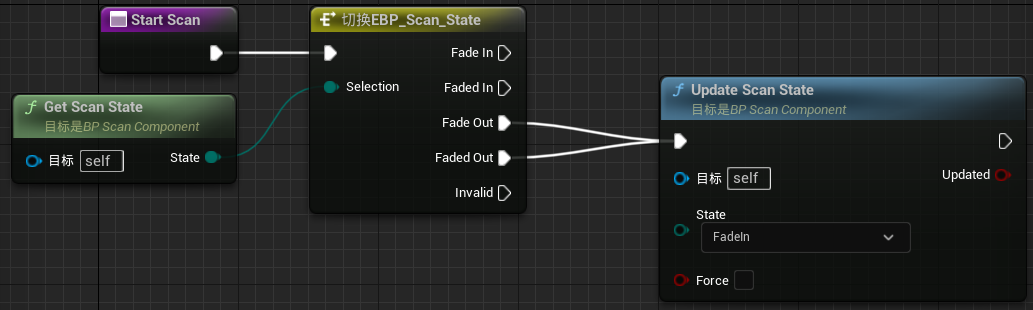 Start Scan
切换EBP_Scan_State
Fade In
Selection
Faded In
Fade Out
Faded Out
Invalid
Get Scan State
目标是BP Scan Component
目标 self
State
Update Scan State
目标是BP Scan Component
目标 self
Updated
State
FadeIn
Force